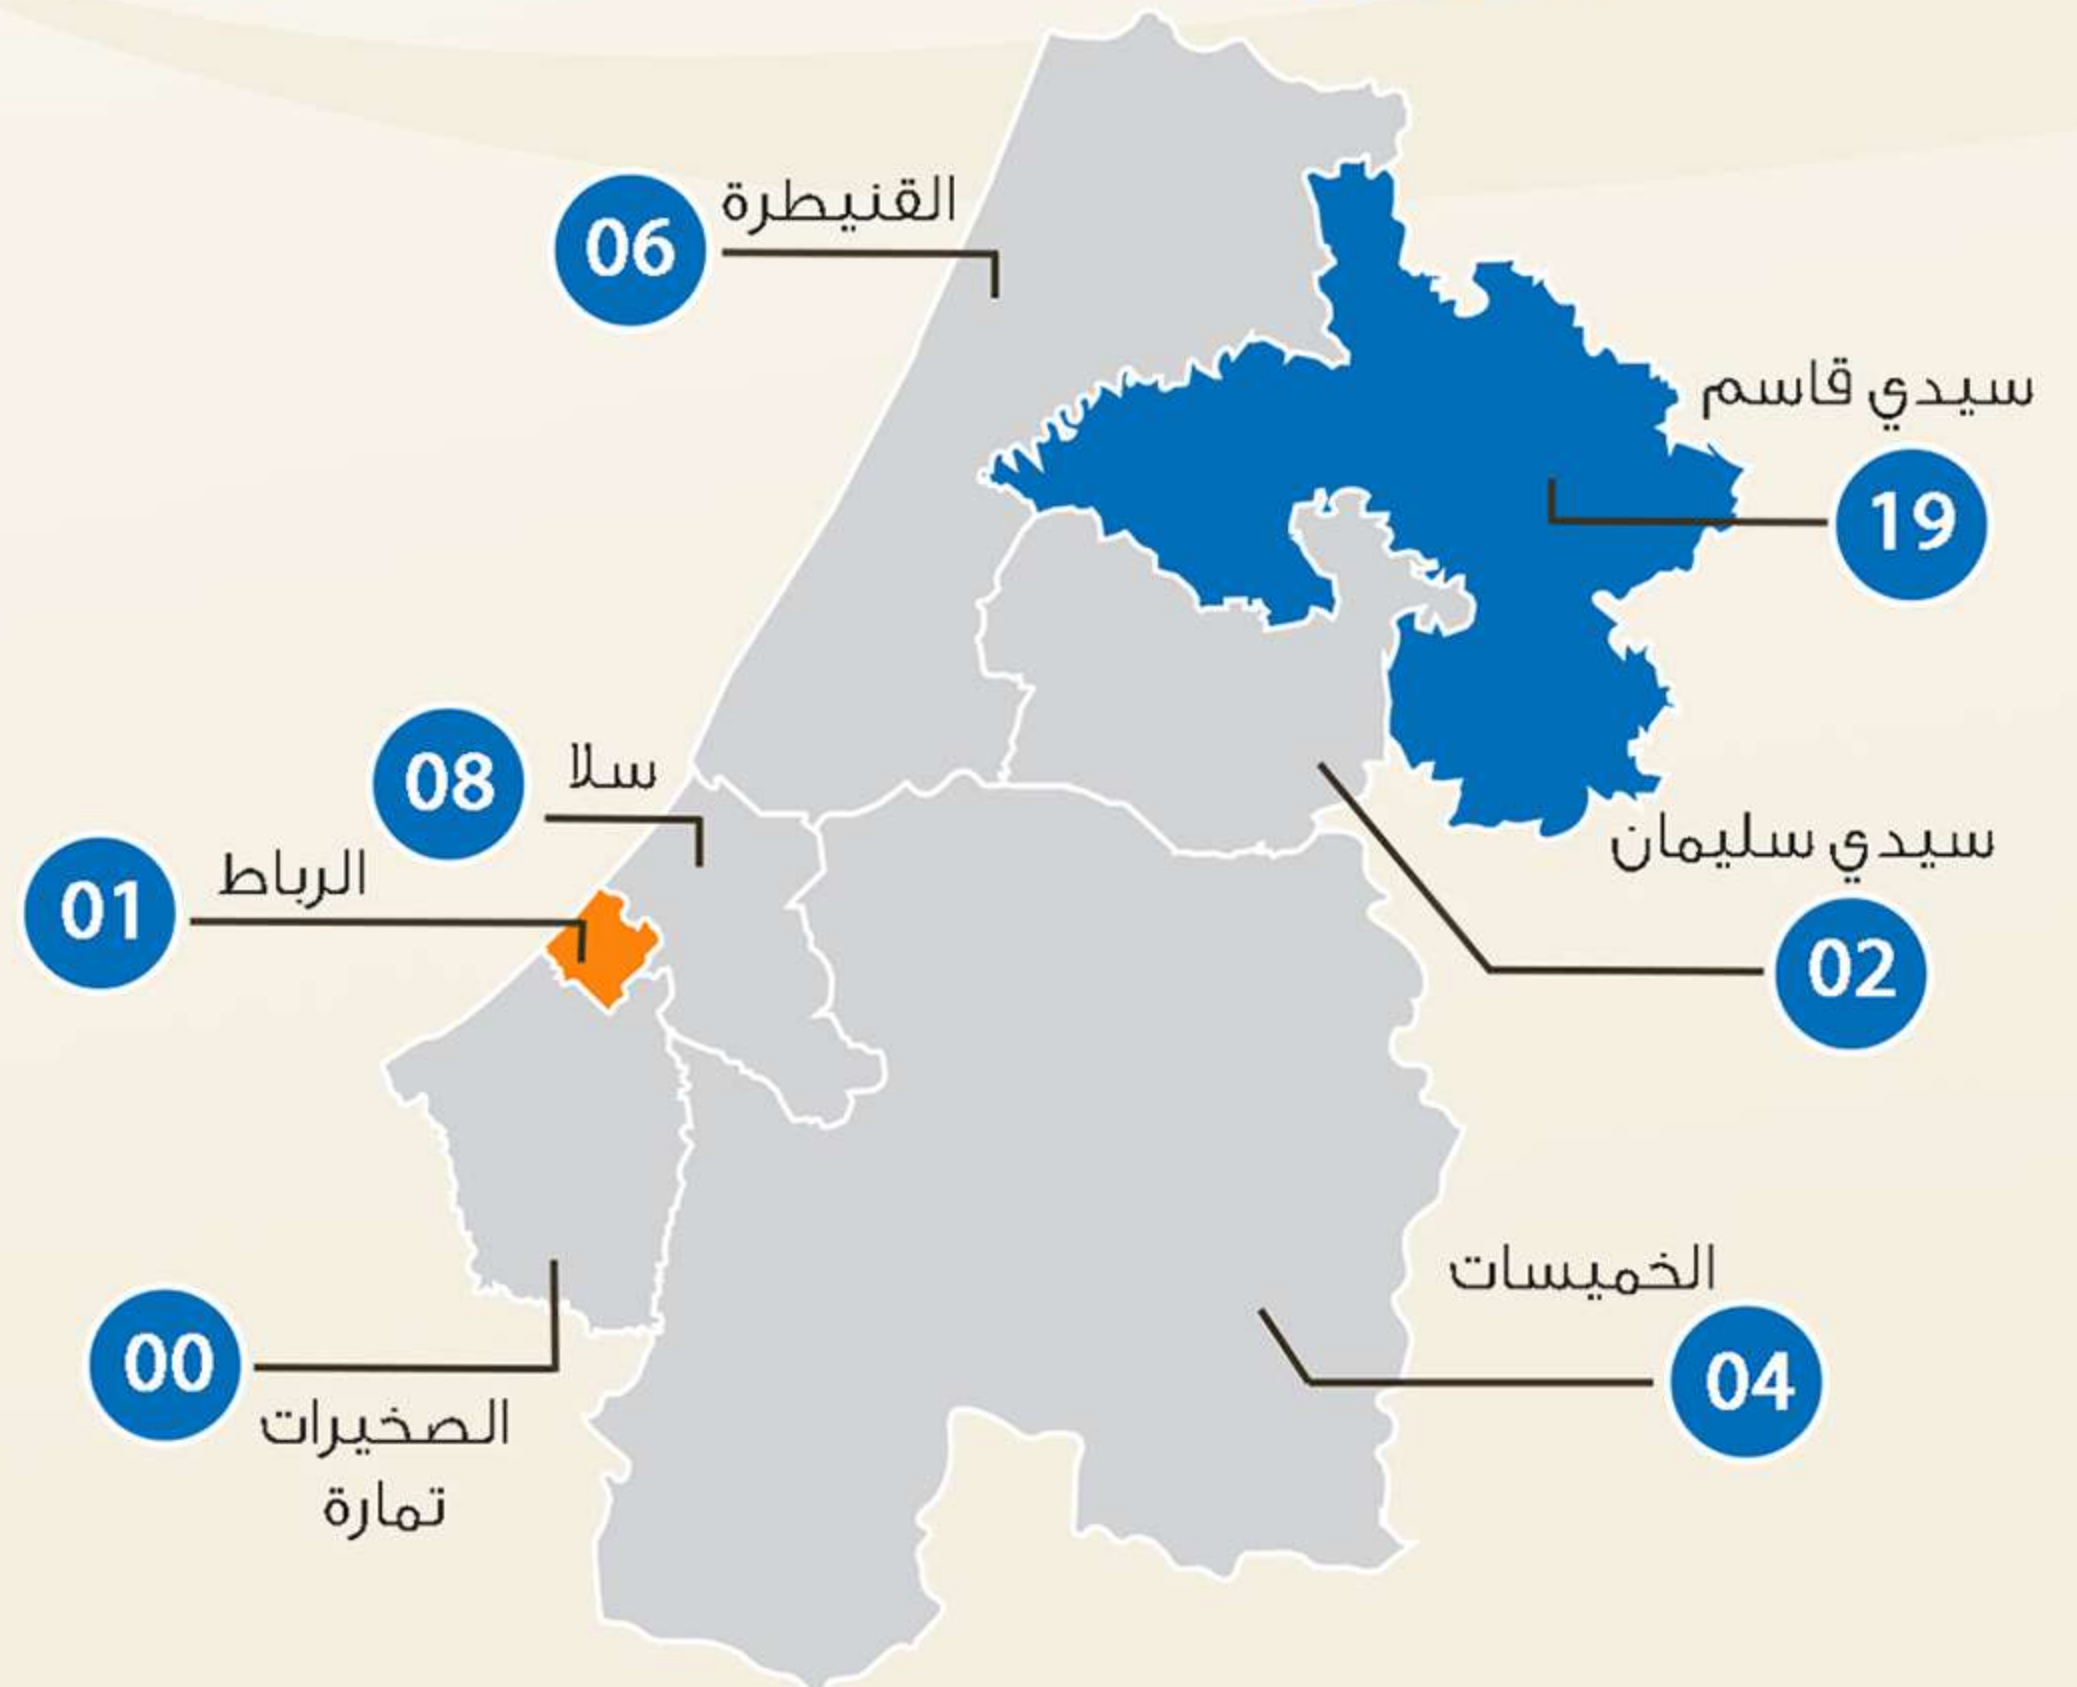 القنيطرة
06
سيدي قاسم
19
سلا
08
الرباط
01
سيدي سليمان
02
الخميسات
04
00
الصخيرات
تمارة